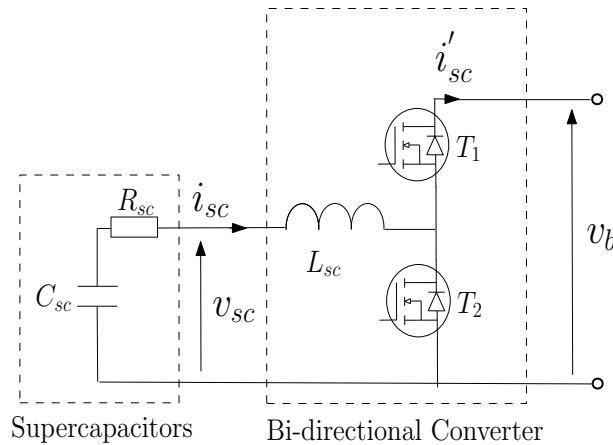 i'sc
T1
Rsc
isc
Lsc
vb
Csc
vsc
T2
Supercapacitors
Bi-directional Converter